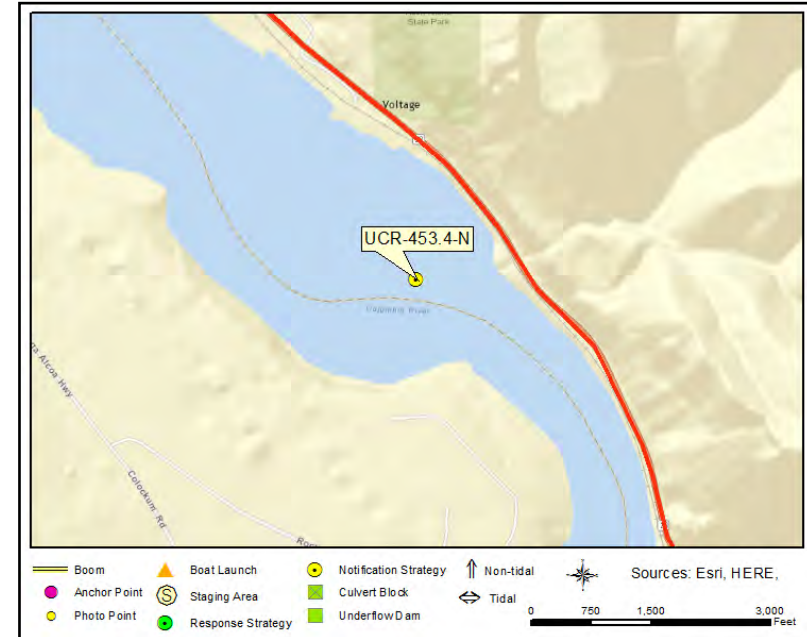 State Park
Voltage
UCR-453.4-N
Alcoa Hwy
Colockum Rd
Boom
Anchor Point
Photo Point
Boat Launch
S
Staging Area
Response Strategy
Notification Strategy
Culvert Block
Underflow Dam
Non-tidal
Tidal
Sources: Esri, HERE,
0 750 1,500 3,000
Feet